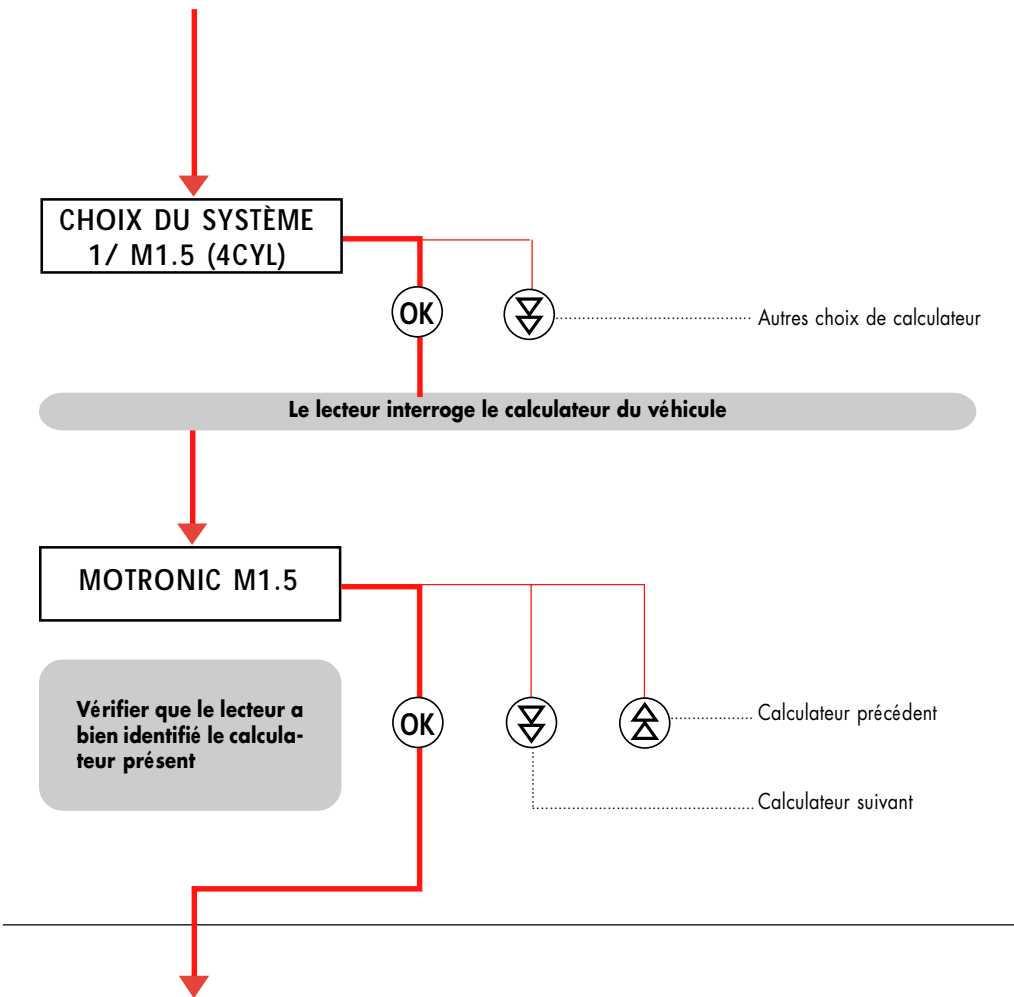 CHOIX DU SYSTÈME
1/ M1.5 (4CYL)
OK
Autres choix de calculateur
Le lecteur interroge le calculateur du véhicule
MOTRONIC M1.5
Vérifier que le lecteur a
bien identifié le calcula-
teur présent
OK
Calculateur précédent
Calculateur suivant